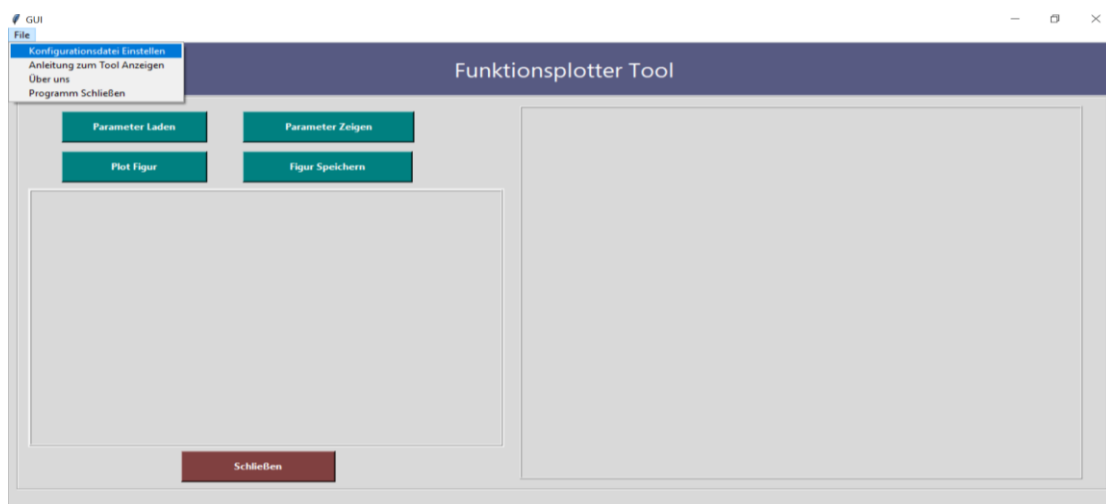 GUI
File
Konfigurationsdatei Einstellen
Anleitung zum Tool Anzeigen
Über uns
Programm Schließen
Funktionsplotter Tool
Parameter Laden
Parameter Zeigen
Plot Figur
Figur Speichern
Schließen